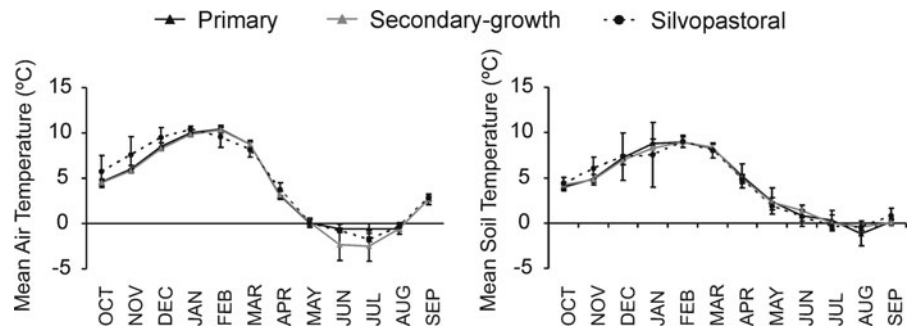 Primary Secondary-growth Silvopastoral
Mean Air Temperature (ºC)
15
10
5
0
-5
OCT
NOV
DEC
JAN
FEB
MAR
APR
MAY
JUN
JUL
AUG
SEP
Mean Soil Temperature (ºC)
15
10
5
0
-5
OCT
NOV
DEC
JAN
FEB
MAR
APR
MAY
JUN
JUL
AUG
SEP